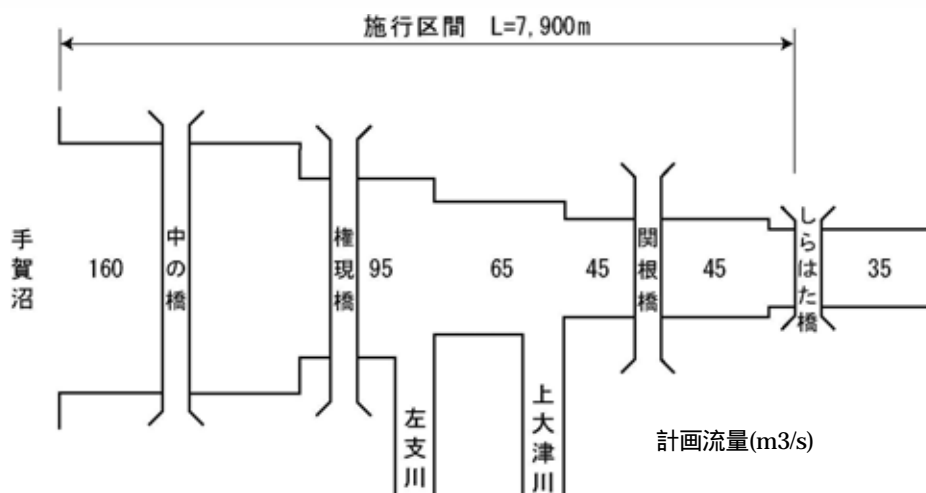 施行区間 L=7,900m
手賀沼
160
中の橋
権現橋
95
65
45
関根橋
45
しらはた橋
35
左支川
上大津川
計画流量(m3/s)